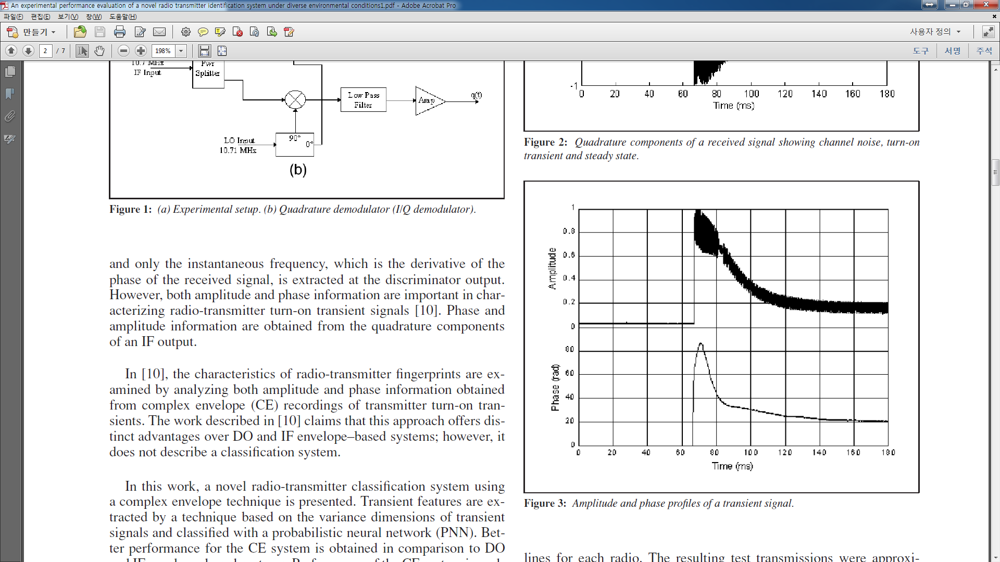 An experimental performance evaluation of a novel radio transmitter identification system under diverse environmental conditions1.pdf - Adobe Acrobat Pro
파일(F) 편집(E) 보기(V) 창(W) 도움말(H)
만들기
사용자 정의
2 / 7
198%
도구 서명 주석
10.7 MHz
IF Input
Pwr
Splitter
Low Pass
Filter
Amp
q(t)
LO Input
10.71 MHz
90°
0°
(b)
Figure 1: (a) Experimental setup. (b) Quadrature demodulator (I/Q demodulator).
and only the instantaneous frequency, which is the derivative of the
phase of the received signal, is extracted at the discriminator output.
However, both amplitude and phase information are important in char-
acterizing radio-transmitter turn-on transient signals [10]. Phase and
amplitude information are obtained from the quadrature components
of an IF output.
In [10], the characteristics of radio-transmitter fingerprints are ex-
amined by analyzing both amplitude and phase information obtained
from complex envelope (CE) recordings of transmitter turn-on tran-
sients. The work described in [10] claims that this approach offers dis-
tinct advantages over DO and IF envelope–based systems; however, it
does not describe a classification system.
In this work, a novel radio-transmitter classification system using
a complex envelope technique is presented. Transient features are ex-
tracted by a technique based on the variance dimensions of transient
signals and classified with a probabilistic neural network (PNN). Bet-
ter performance for the CE system is obtained in comparison to DO
-1
0 20 40 60 80 100 120 140 160 180
Time (ms)
Figure 2: Quadrature components of a received signal showing channel noise, turn-on
transient and steady state.
1
0.8
0.6
0.4
0.2
0
Amplitude
80
60
40
20
0
Phase (rad)
0 20 40 60 80 100 120 140 160 180
Time (ms)
Figure 3: Amplitude and phase profiles of a transient signal.
lines for each radio. The resulting test transmissions were approxi-